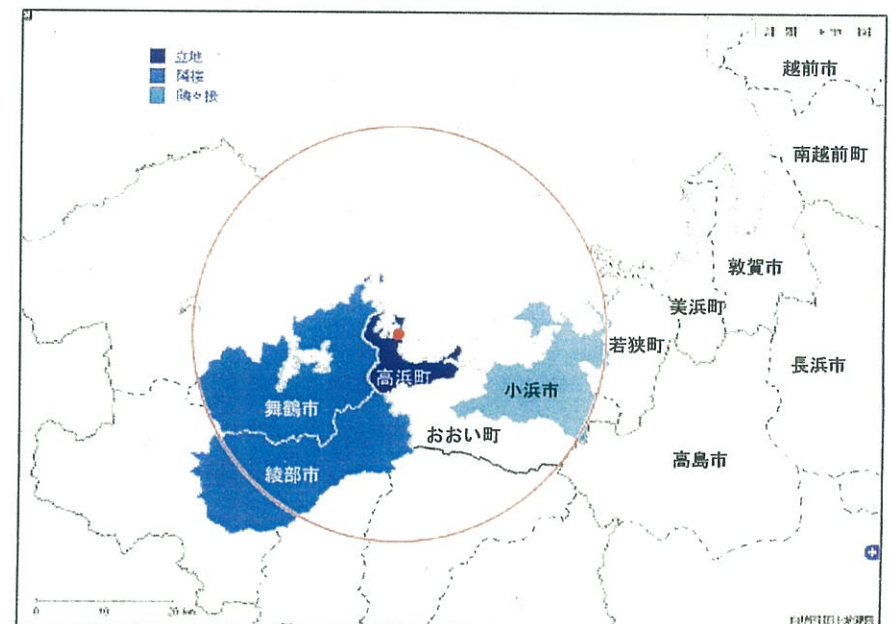 立地
隣接
隣々接
越前市
南越前町
敦賀市
美浜町
若狭町
長浜市
高浜町
小浜市
舞鶴市
おおい町
高島市
綾部市
0 10 20 km